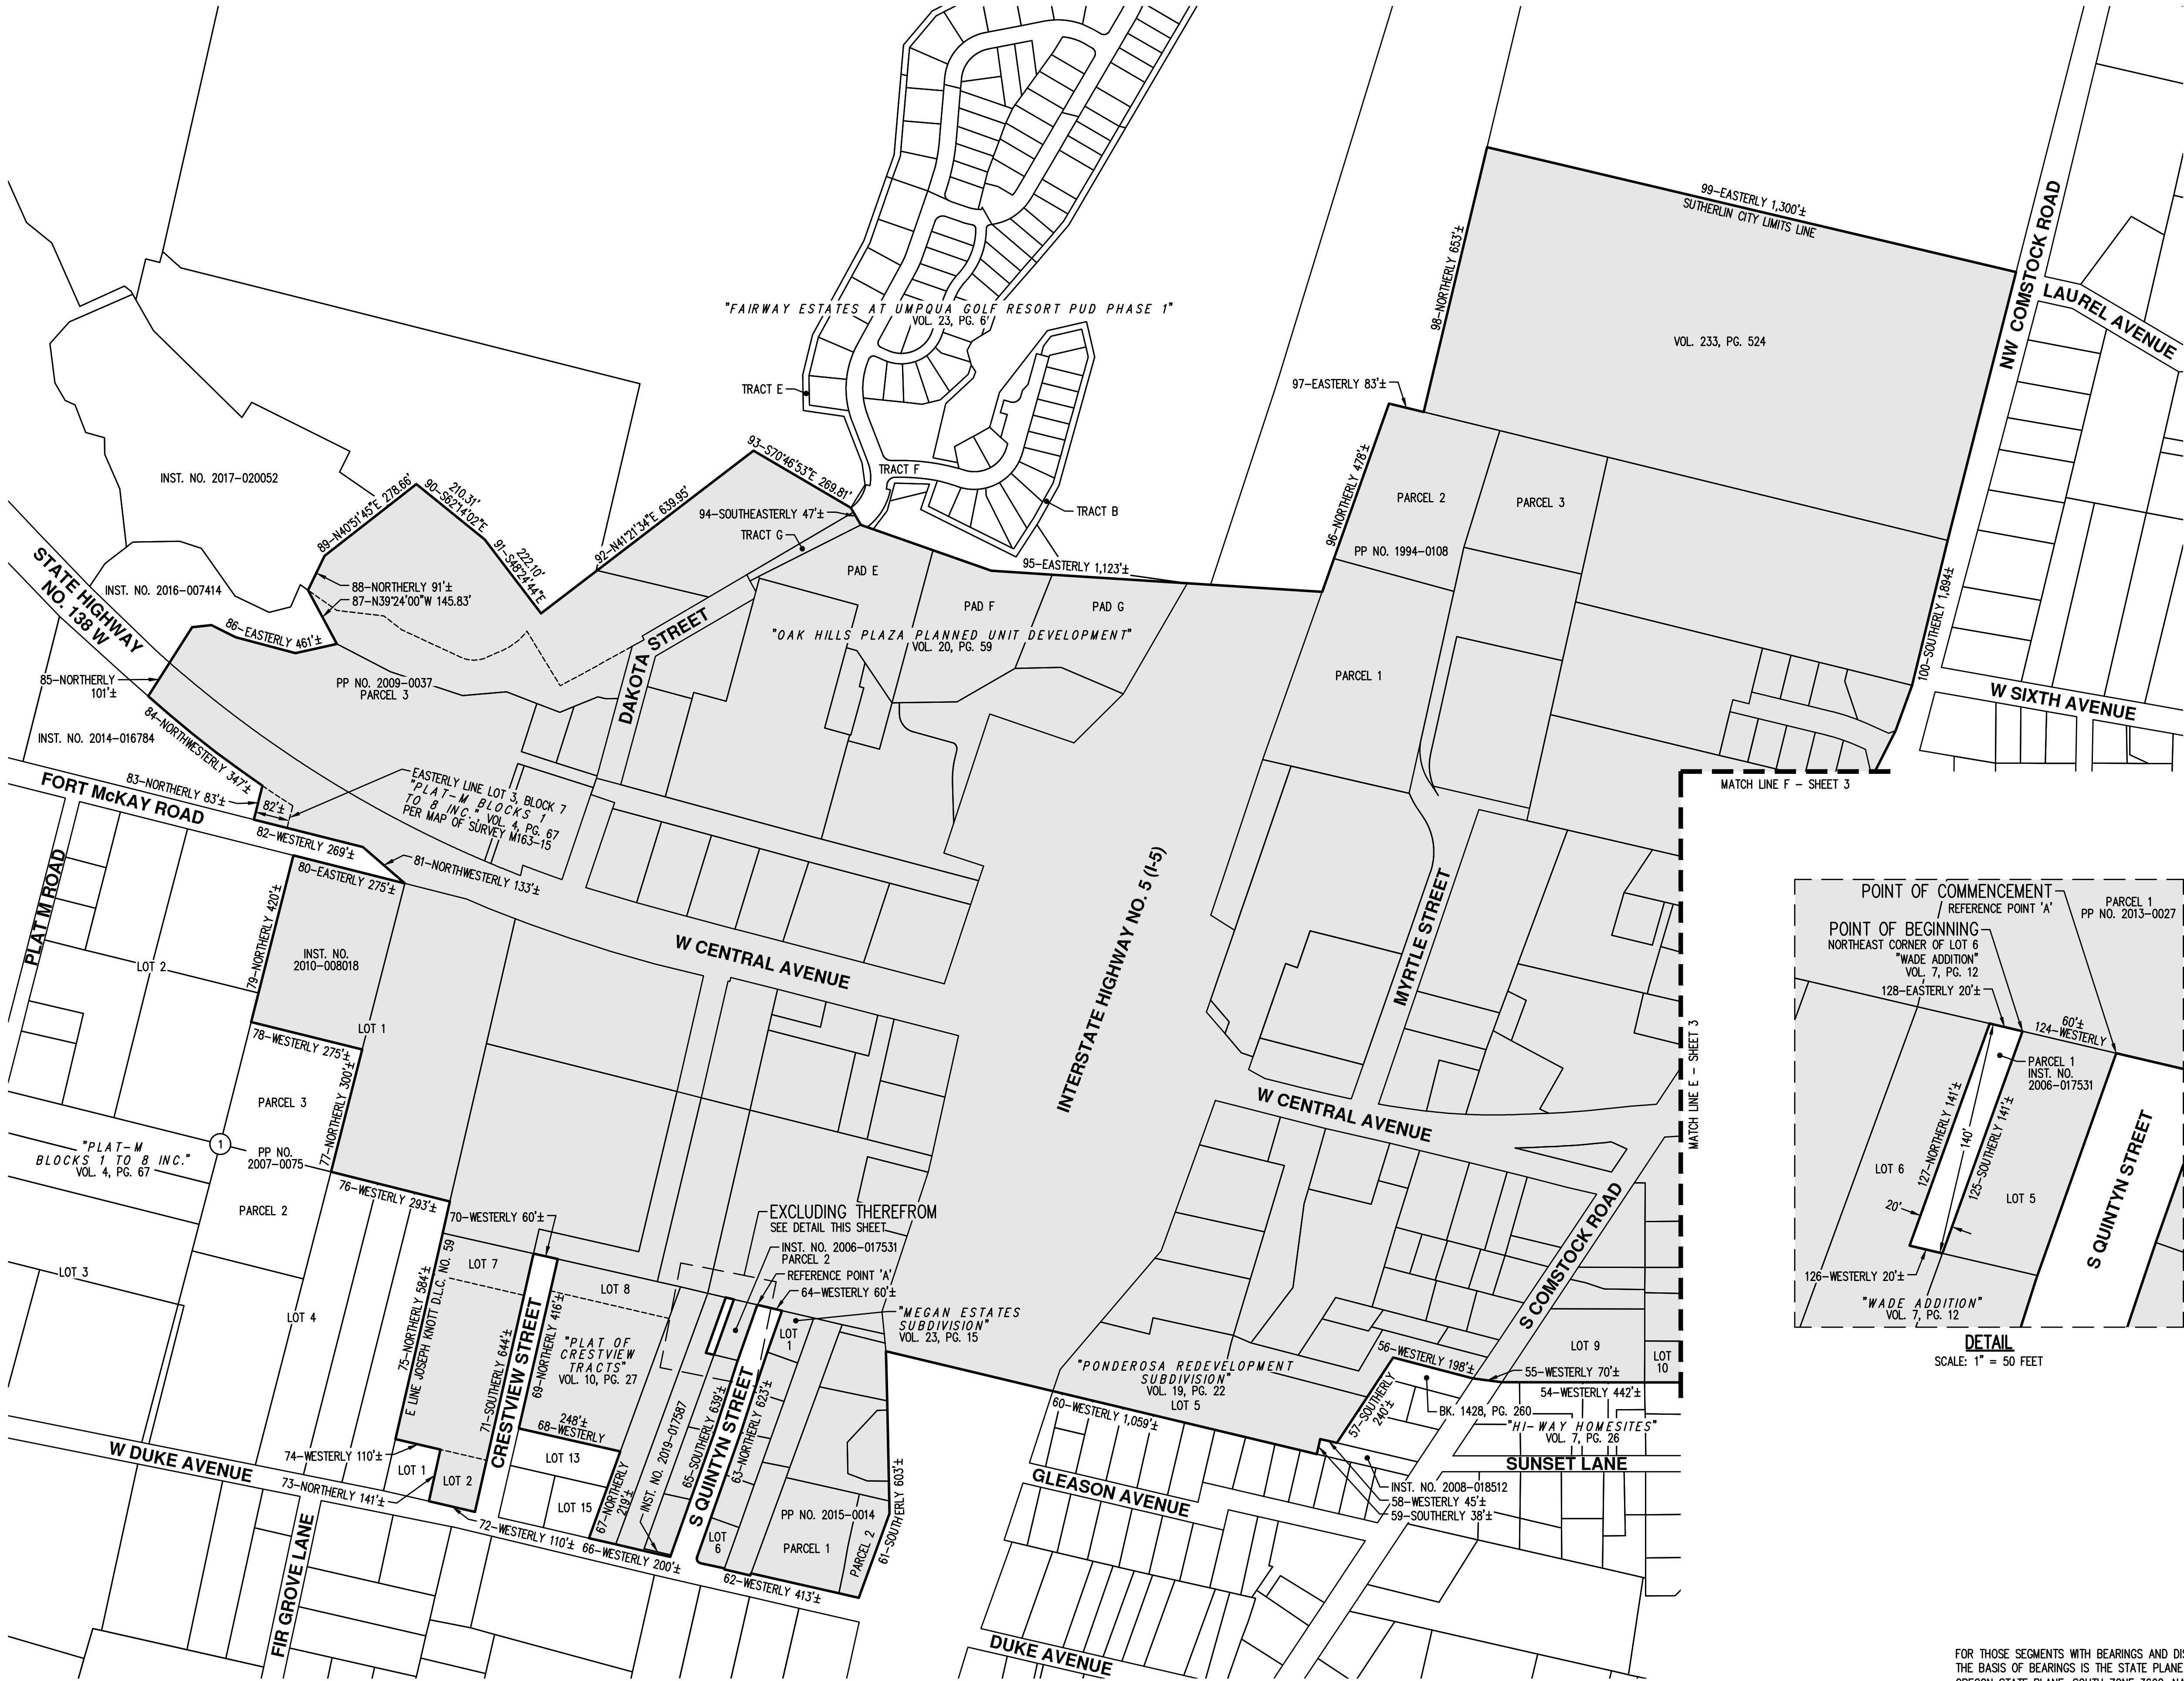 99-EASTERLY 1,300'±
SUTHERLIN CITY LIMITS LINE
NW COMSTOCK ROAD
LAUREL AVENUE
98-NORTHERLY 653'±
VOL. 233, PG. 524
"FAIRWAY ESTATES AT UMPQUA GOLF RESORT PUD PHASE 1"
VOL. 23, PG. 6
TRACT E
97-EASTERLY 83'±
TRACT F
TRACT B
93-S70°46'53"E 269.81'
94-SOUTHEASTERLY 47'±
TRACT G
92-N41°21'34"E 639.95'
INST. NO. 2017-020052
89-N40°51'45"E 278.66'
210.31'
90-S62°14'02"E
222.10'
91-S48°24'44"E
STATE HIGHWAY
NO. 138 W
INST. NO. 2016-007414
88-NORTHERLY 91'±
87-N39°24'00"W 145.83'
86-EASTERLY 461'±
85-NORTHERLY
101'±
PP NO. 2009-0037
PARCEL 3
84-NORTHWESTERLY 347'±
INST. NO. 2014-016784
DAKOTA STREET
PAD E
PAD F
PAD G
95-EASTERLY 1,123'±
"OAK HILLS PLAZA PLANNED UNIT DEVELOPMENT"
VOL. 20, PG. 59
96-NORTHERLY 478'±
PARCEL 2
PARCEL 3
PP NO. 1994-0108
PARCEL 1
100-SOUTHERLY 1,894'±
W SIXTH AVENUE
MATCH LINE F - SHEET 3
83-NORTHERLY 83'±
82'±
EASTERLY LINE LOT 3, BLOCK 7
"PLAT-M BLOCKS 1
TO 8 INC.", VOL. 4, PG. 67
PER MAP OF SURVEY M163-15
FORT McKAY ROAD
82-WESTERLY 269'±
81-NORTHWESTERLY 133'±
80-EASTERLY 275'±
79-NORTHERLY 420'±
PLAT M ROAD
LOT 2
INST. NO.
2010-008018
LOT 1
78-WESTERLY 275'±
77-NORTHERLY 300'±
PARCEL 3
1
PP NO.
2007-0075
"PLAT-M
BLOCKS 1 TO 8 INC."
VOL. 4, PG. 67
PARCEL 2
76-WESTERLY 293'±
LOT 3
LOT 4
W CENTRAL AVENUE
INTERSTATE HIGHWAY NO. 5 (I-5)
MYRTLE STREET
W CENTRAL AVENUE
MATCH LINE E - SHEET 3
S COMSTOCK ROAD
70-WESTERLY 60'±
EXCLUDING THEREFROM
SEE DETAIL THIS SHEET
INST. NO. 2006-017531
PARCEL 2
REFERENCE POINT 'A'
64-WESTERLY 60'±
"MEGAN ESTATES
SUBDIVISION"
VOL. 23, PG. 15
LOT 7
LOT 8
LOT
1
75-NORTHERLY 584'±
E LINE JOSEPH KNOTT D.L.C. NO. 59
71-SOUTHERLY 644'±
CRESTVIEW STREET
69-NORTHERLY 416'±
"PLAT OF
CRESTVIEW
TRACTS"
VOL. 10, PG. 27
248'±
68-WESTERLY
LOT 13
LOT 15
67-NORTHERLY
219'±
INST. NO. 2019-017587
65-SOUTHERLY 639'±
S QUINTYN STREET
63-NORTHERLY 623'±
LOT
6
PP NO. 2015-0014
PARCEL 1
PARCEL 2
61-SOUTHERLY 603'±
62-WESTERLY 413'±
66-WESTERLY 200'±
72-WESTERLY 110'±
74-WESTERLY 110'±
LOT 1
LOT 2
73-NORTHERLY 141'±
W DUKE AVENUE
FIR GROVE LANE
"PONDEROSA REDEVELOPMENT
SUBDIVISION"
VOL. 19, PG. 22
LOT 5
60-WESTERLY 1,059'±
56-WESTERLY 198'±
57-SOUTHERLY
240'±
BK. 1428, PG. 260
LOT 9
LOT
10
55-WESTERLY 70'±
54-WESTERLY 442'±
"HI-WAY HOMESITES"
VOL. 7, PG. 26
SUNSET LANE
INST. NO. 2008-018512
58-WESTERLY 45'±
59-SOUTHERLY 38'±
GLEASON AVENUE
DUKE AVENUE
POINT OF COMMENCEMENT
REFERENCE POINT 'A'
PARCEL 1
PP NO. 2013-0027
POINT OF BEGINNING
NORTHEAST CORNER OF LOT 6
"WADE ADDITION"
VOL. 7, PG. 12
128-EASTERLY 20'±
60'±
124-WESTERLY
PARCEL 1
INST. NO.
2006-017531
127-NORTHERLY 141'±
140'
125-SOUTHERLY 141'±
LOT 6
LOT 5
20'
S QUINTYN STREET
126-WESTERLY 20'±
"WADE ADDITION"
VOL. 7, PG. 12
DETAIL
SCALE: 1" = 50 FEET
FOR THOSE SEGMENTS WITH BEARINGS AND
THE BASIS OF BEARINGS IS THE STATE PLANE